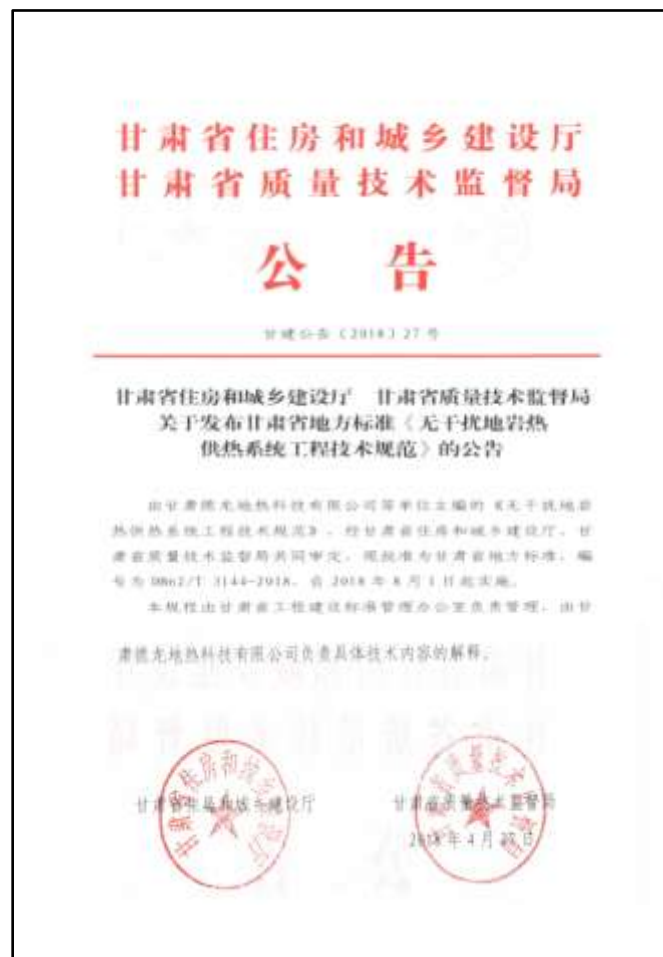 甘肃省住房和城乡建设厅
甘肃省质量技术监督局
公 告
甘建公告〔2018〕27号
甘肃省住房和城乡建设厅 甘肃省质量技术监督局
关于发布甘肃省地方标准《无干扰地岩热
供热系统工程技术规范》的公告
由甘肃德龙地热科技有限公司等单位主编的《无干扰地岩
热供热系统工程技术规范》，经甘肃省住房和城乡建设厅、甘
肃省质量技术监督局共同审定，现批准为甘肃省地方标准，编
号为DB62/T 3144-2018，自2018年8月1日起实施。
本规程由甘肃省工程建设标准管理办公室负责管理，由甘
肃德龙地热科技有限公司负责具体技术内容的解释。
甘肃省住房和城乡建设厅 甘肃省质量技术监督局
2018年4月27日